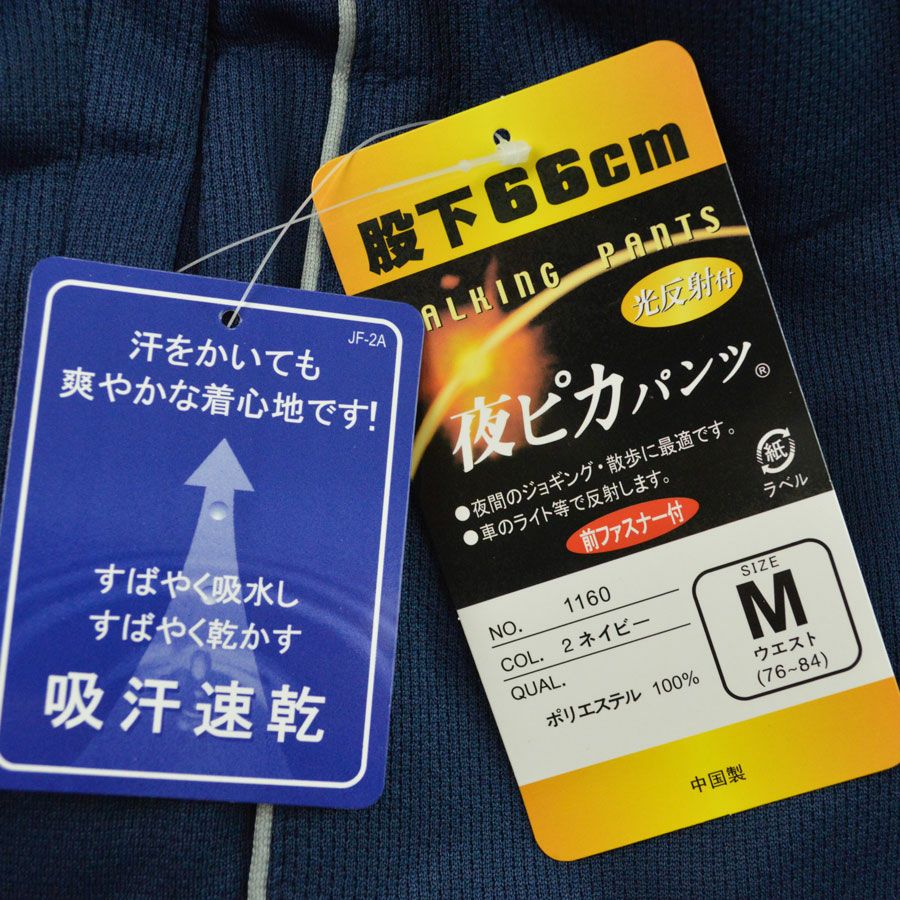 JF-2A
汗をかいても
爽やかな着心地です!
すばやく吸水し
すばやく乾かす
吸汗速乾
股下66cm
ALKING PANTS
光反射付
夜ピカパンツ®
●夜間のジョギング・散歩に最適です。
●車のライト等で反射します。
前ファスナー付
紙
ラベル
NO. 1160
COL. 2 ネイビー
QUAL.
ポリエステル 100%
SIZE
M
ウエスト
(76~84)
中国製